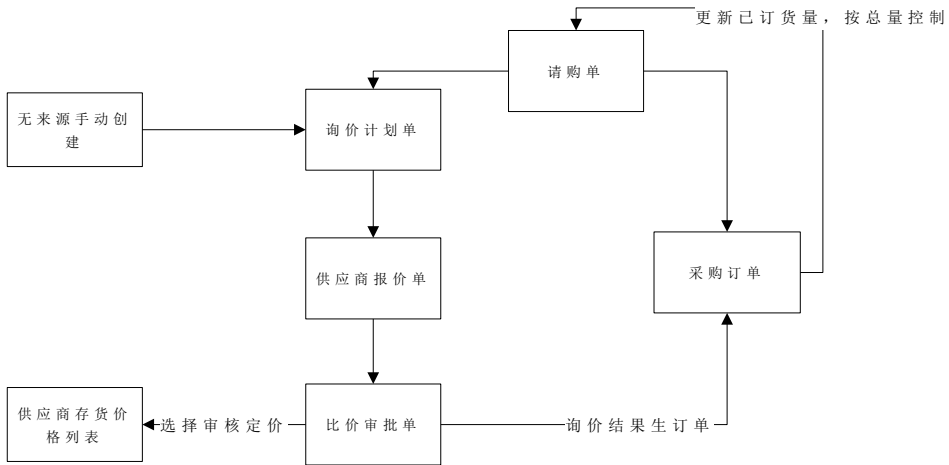 更新已订货量，按总量控制
请购单
无来源手动创
建
询价计划单
供应商报价单
采购订单
供应商存货价
格列表
选择审核定价
比价审批单
询价结果生订单